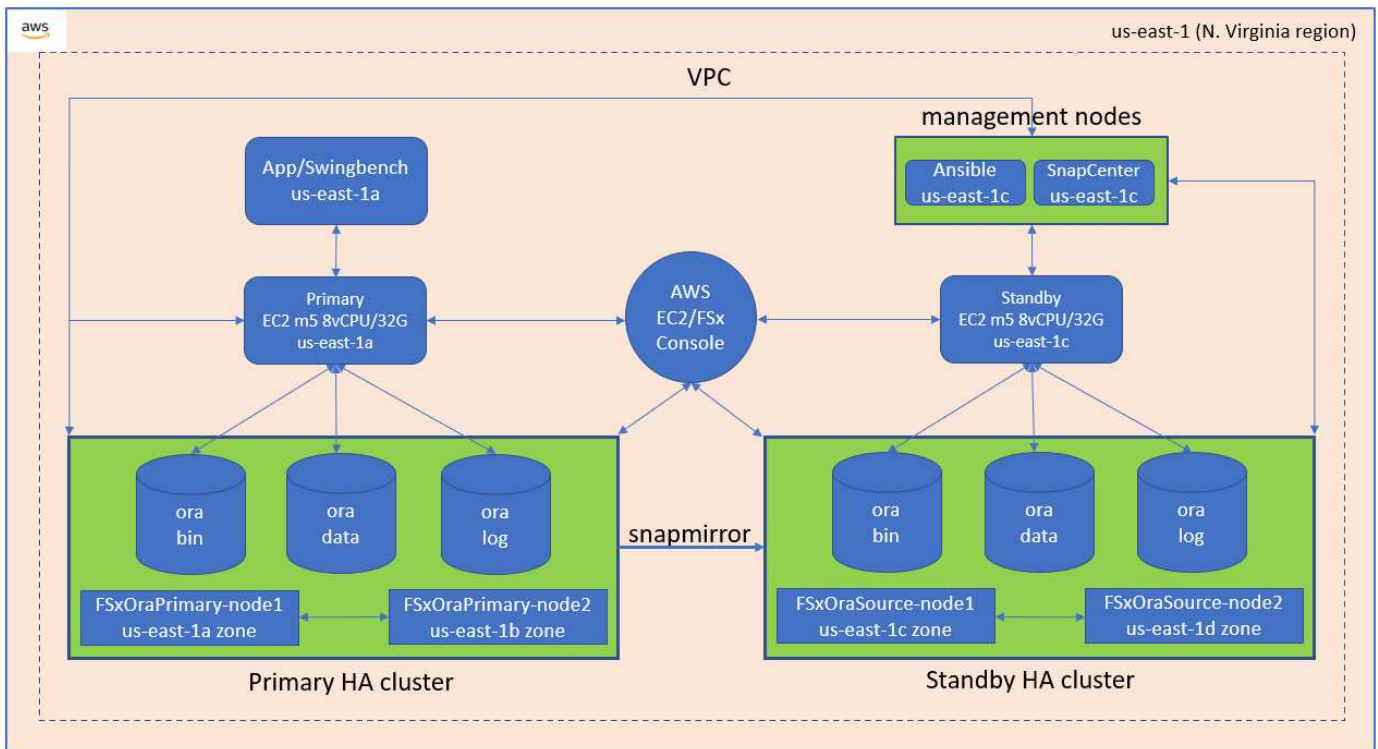 aws
us-east-1 (N. Virginia region)
VPC
management nodes
App/Swingbench
us-east-1a
Ansible
us-east-1c
SnapCenter
us-east-1c
Primary
EC2 m5 8vCPU/32G
us-east-1a
AWS
EC2/FSx
Console
Standby
EC2 m5 8vCPU/32G
us-east-1c
ora
bin
ora
data
ora
log
snapmirror
ora
bin
ora
data
ora
log
FSxOraPrimary-node1
us-east-1a zone
FSxOraPrimary-node2
us-east-1b zone
FSxOraSource-node1
us-east-1c zone
FSxOraSource-node2
us-east-1d zone
Primary HA cluster
Standby HA cluster